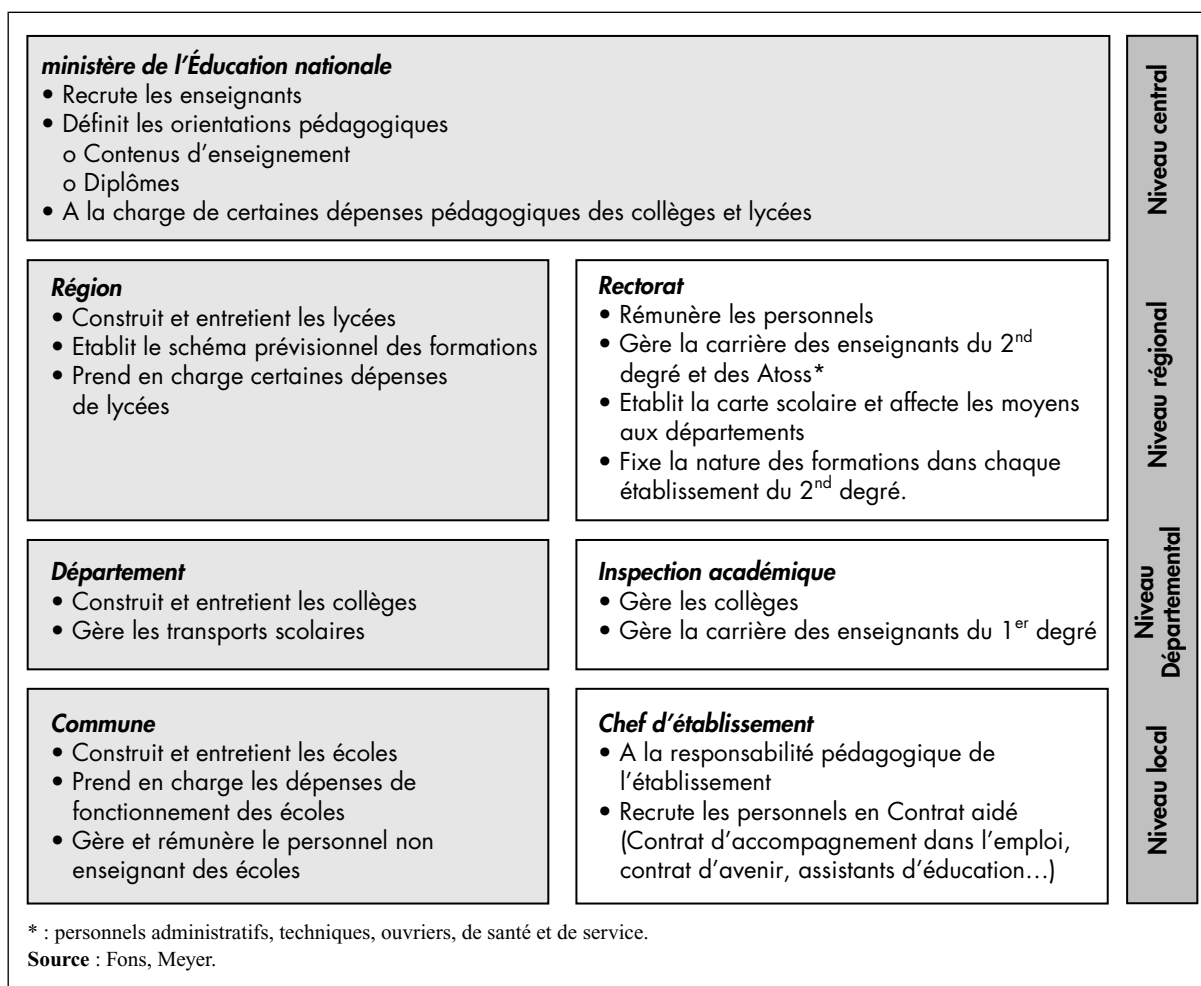 ministère de l'Éducation nationale
• Recrute les enseignants
• Définit les orientations pédagogiques
o Contenus d'enseignement
o Diplômes
• A la charge de certaines dépenses pédagogiques des collèges et lycées
Niveau central
Région
• Construit et entretient les lycées
• Etablit le schéma prévisionnel des formations
• Prend en charge certaines dépenses
de lycées
Rectorat
• Rémunère les personnels
• Gère la carrière des enseignants du 2nd
degré et des Atoss*
• Etablit la carte scolaire et affecte les moyens
aux départements
• Fixe la nature des formations dans chaque
établissement du 2nd degré.
Niveau régional
Département
• Construit et entretient les collèges
• Gère les transports scolaires
Inspection académique
• Gère les collèges
• Gère la carrière des enseignants du 1er degré
Niveau
Départemental
Commune
• Construit et entretient les écoles
• Prend en charge les dépenses de
fonctionnement des écoles
• Gère et rémunère le personnel non
enseignant des écoles
Chef d'établissement
• A la responsabilité pédagogique de
l'établissement
• Recrute les personnels en Contrat aidé
(Contrat d'accompagnement dans l'emploi,
contrat d'avenir, assistants d'éducation…)
Niveau local
* : personnels administratifs, techniques, ouvriers, de santé et de service.
Source : Fons, Meyer.